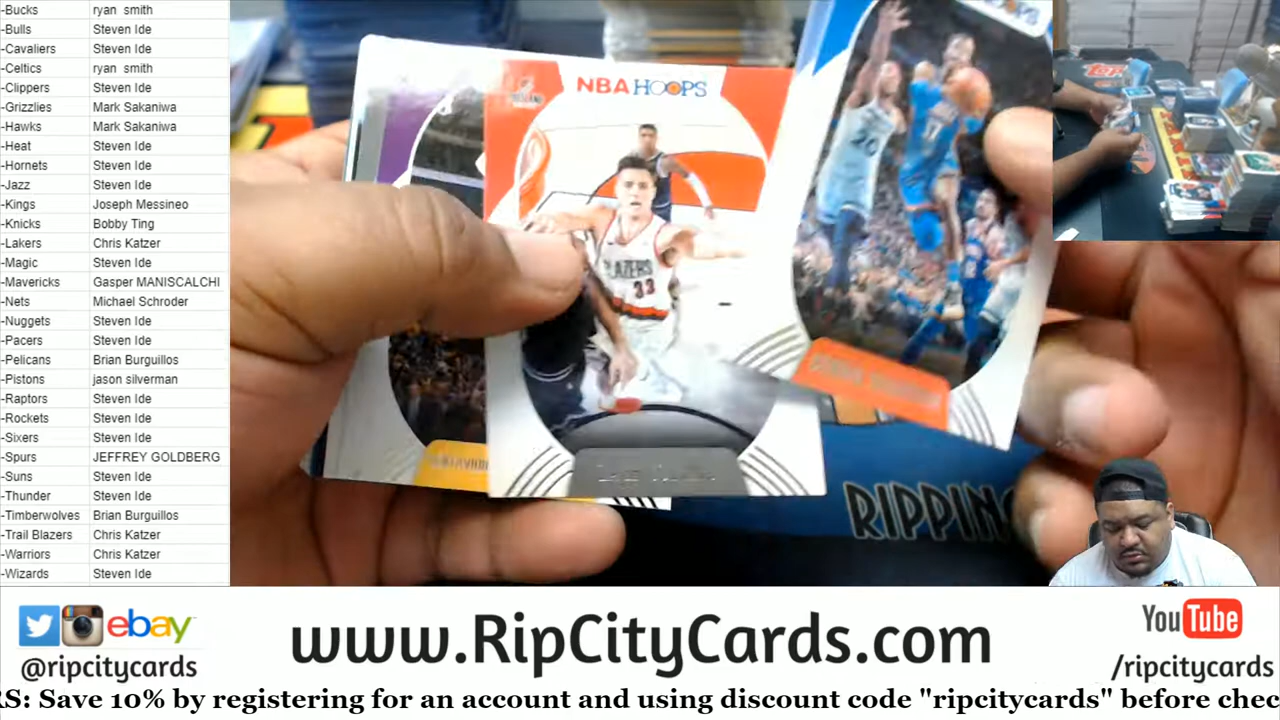 -Bucks ryan smith
-Bulls Steven Ide
-Cavaliers Steven Ide
-Celtics ryan smith
-Clippers Steven Ide
-Grizzlies Mark Sakaniwa
-Hawks Mark Sakaniwa
-Heat Steven Ide
-Hornets Steven Ide
-Jazz Steven Ide
-Kings Joseph Messineo
-Knicks Bobby Ting
-Lakers Chris Katzer
-Magic Steven Ide
-Mavericks Gasper MANISCALCHI
-Nets Michael Schroder
-Nuggets Steven Ide
-Pacers Steven Ide
-Pelicans Brian Burguillos
-Pistons jason silverman
-Raptors Steven Ide
-Rockets Steven Ide
-Sixers Steven Ide
-Spurs JEFFREY GOLDBERG
-Suns Steven Ide
-Thunder Steven Ide
-Timberwolves Brian Burguillos
-Trail Blazers Chris Katzer
-Warriors Chris Katzer
-Wizards Steven Ide
NBA HOOPS
BLAZERS
33
20
17
RIPPIN
Topps
ebay
@ripcitycards
www.RipCityCards.com
YouTube
/ripcitycards
RS: Save 10% by registering for an account and using discount code "ripcitycards" before chec